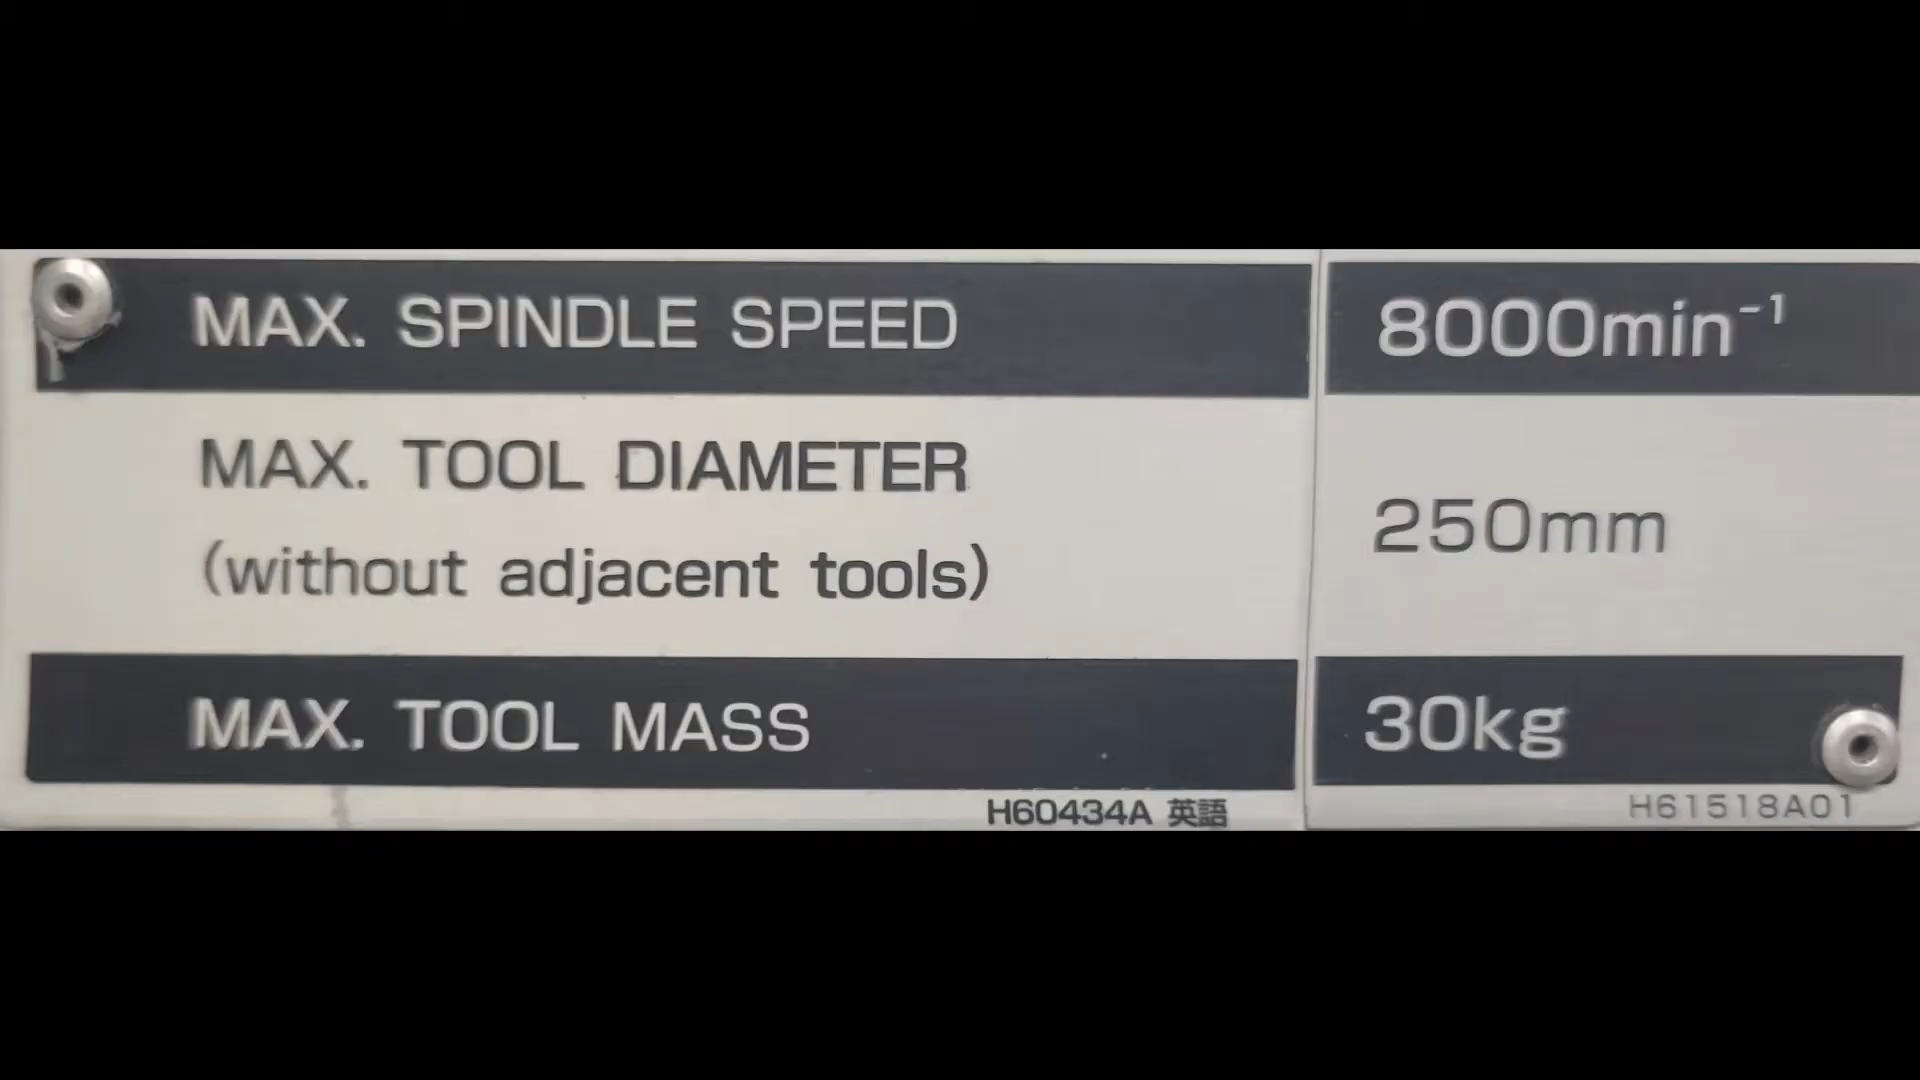 MAX. SPINDLE SPEED 8000min⁻¹
MAX. TOOL DIAMETER
(without adjacent tools) 250mm
MAX. TOOL MASS 30kg
H60434A 英語 H61518A01